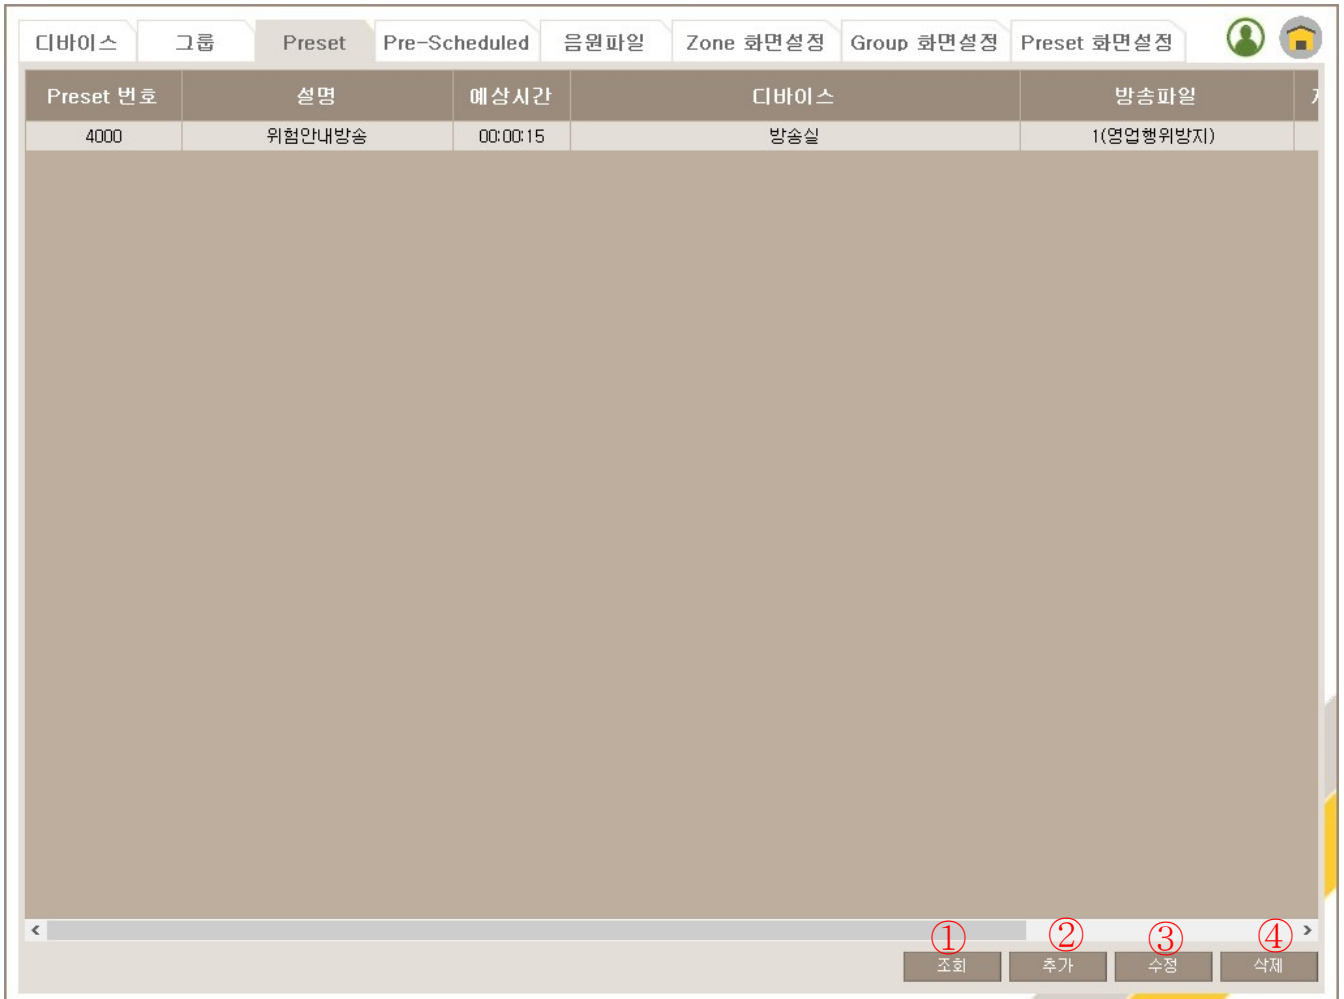 디바이스 그룹 Preset Pre-Scheduled 음원파일 Zone 화면설정 Group 화면설정 Preset 화면설정
Preset 번호 설명 예상시간 디바이스 방송파일
4000 위험안내방송 00:00:15 방송실 1(영업행위방지)
① ② ③ ④
조회 추가 수정 삭제